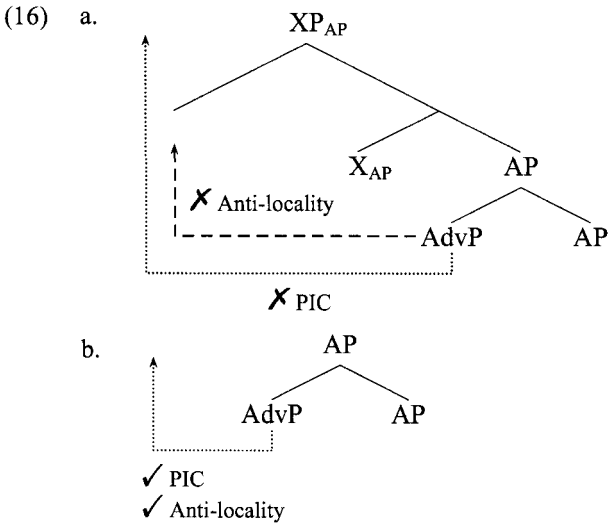 (16) a. XP_AP
X_AP AP
✗ Anti-locality
AdvP AP
✗ PIC
b. AP
AdvP AP
✓ PIC
✓ Anti-locality